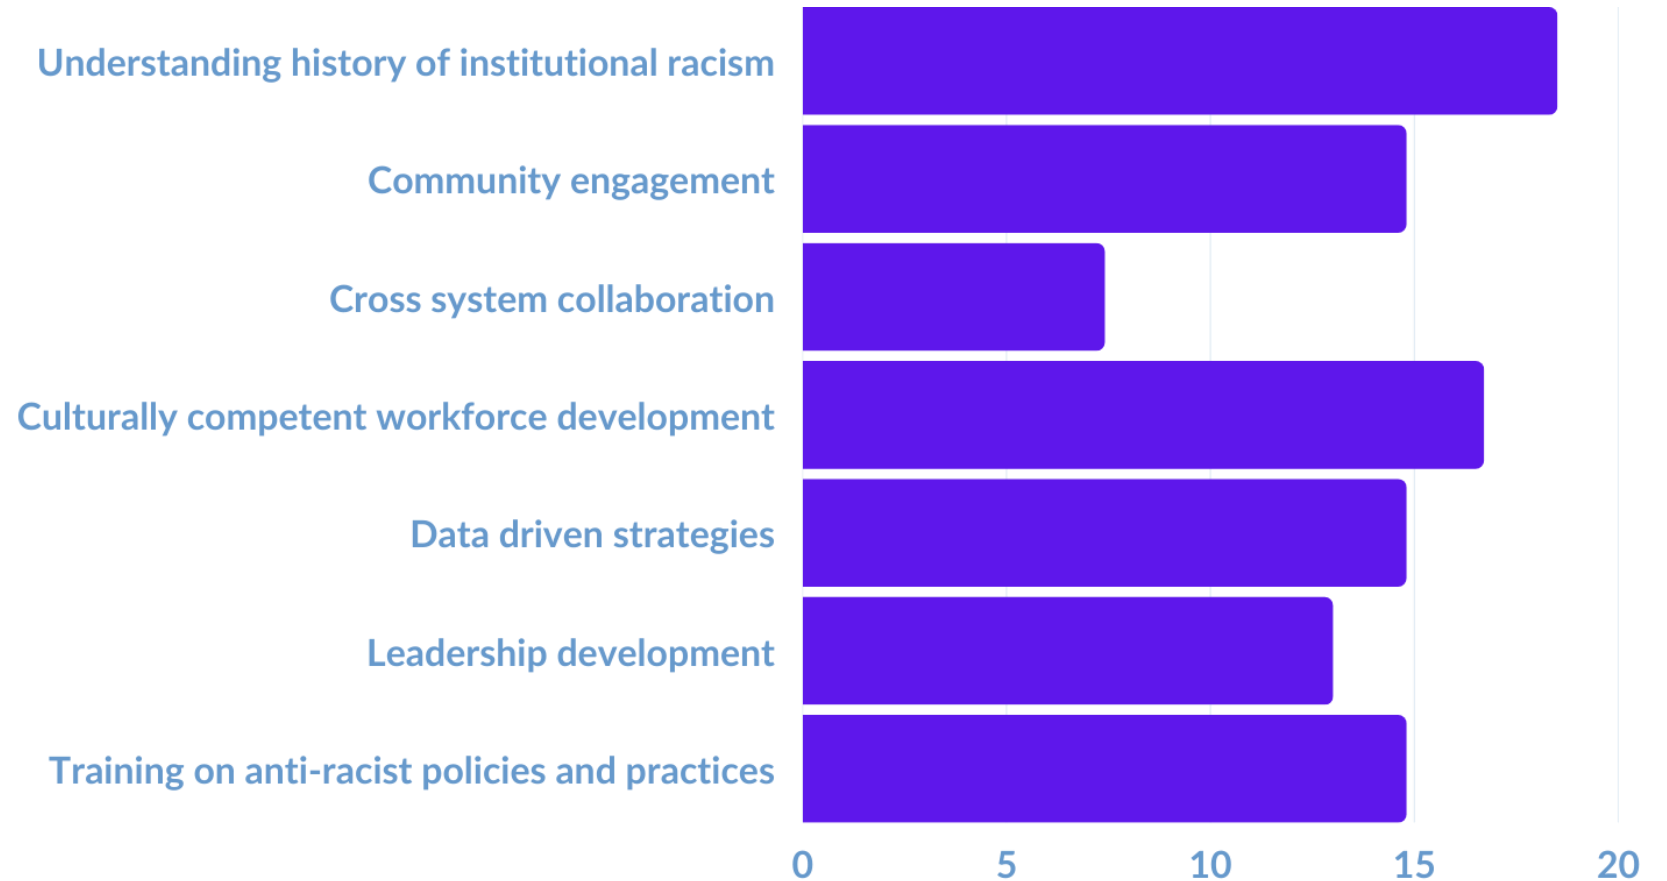 Understanding history of institutional racism
Community engagement
Cross system collaboration
Culturally competent workforce development
Data driven strategies
Leadership development
Training on anti-racist policies and practices
0 5 10 15 20